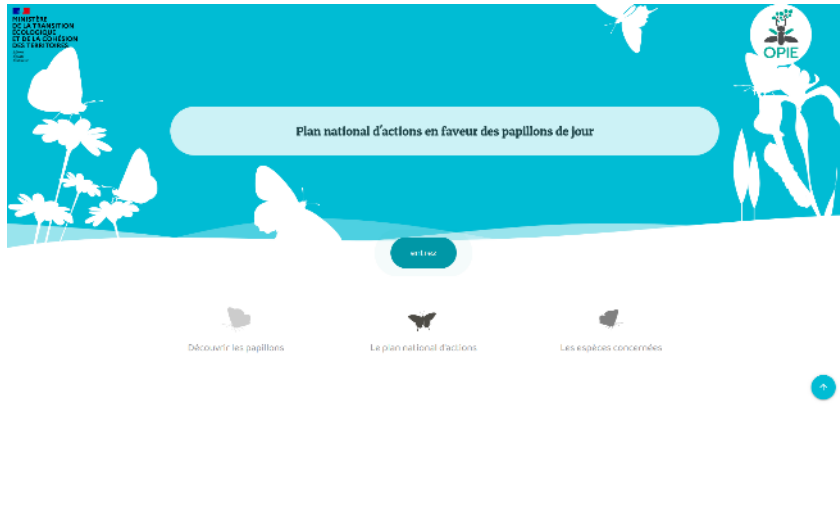 MINISTÈRE
DE LA TRANSITION
ÉCOLOGIQUE
ET DE LA COHÉSION
DES TERRITOIRES
OPIE
Plan national d'actions en faveur des papillons de jour
entrez
Découvrir les papillons
Le plan national d'actions
Les espèces concernées